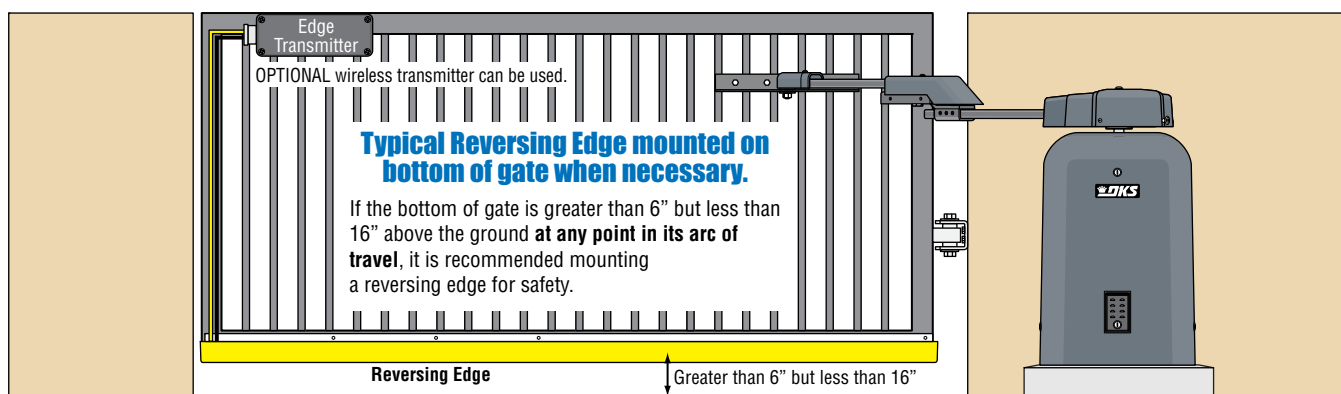 Edge
Transmitter
OPTIONAL wireless transmitter can be used.
Typical Reversing Edge mounted on
bottom of gate when necessary.
If the bottom of gate is greater than 6” but less than
16” above the ground at any point in its arc of
travel, it is recommended mounting
a reversing edge for safety.
DKS
Reversing Edge
Greater than 6” but less than 16”